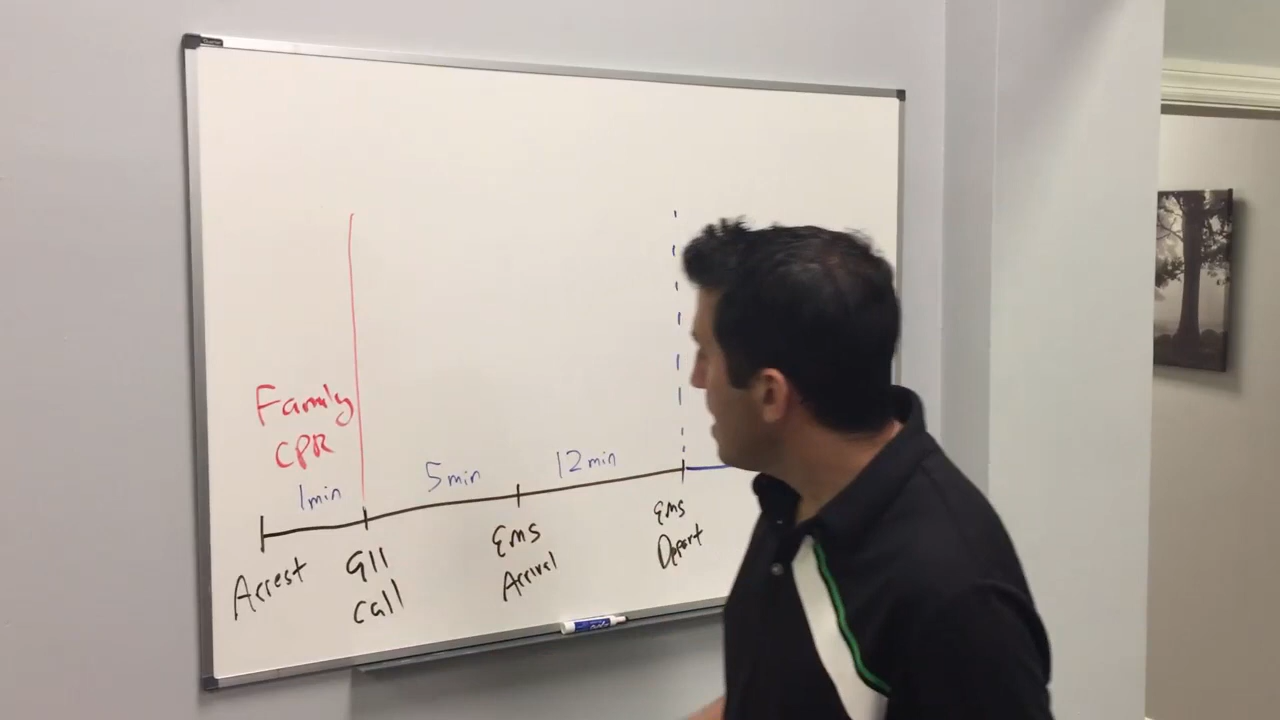 Family
CPR
1min
5min
12min
Arrest
911
call
Ems
Arrival
Ems
Depart